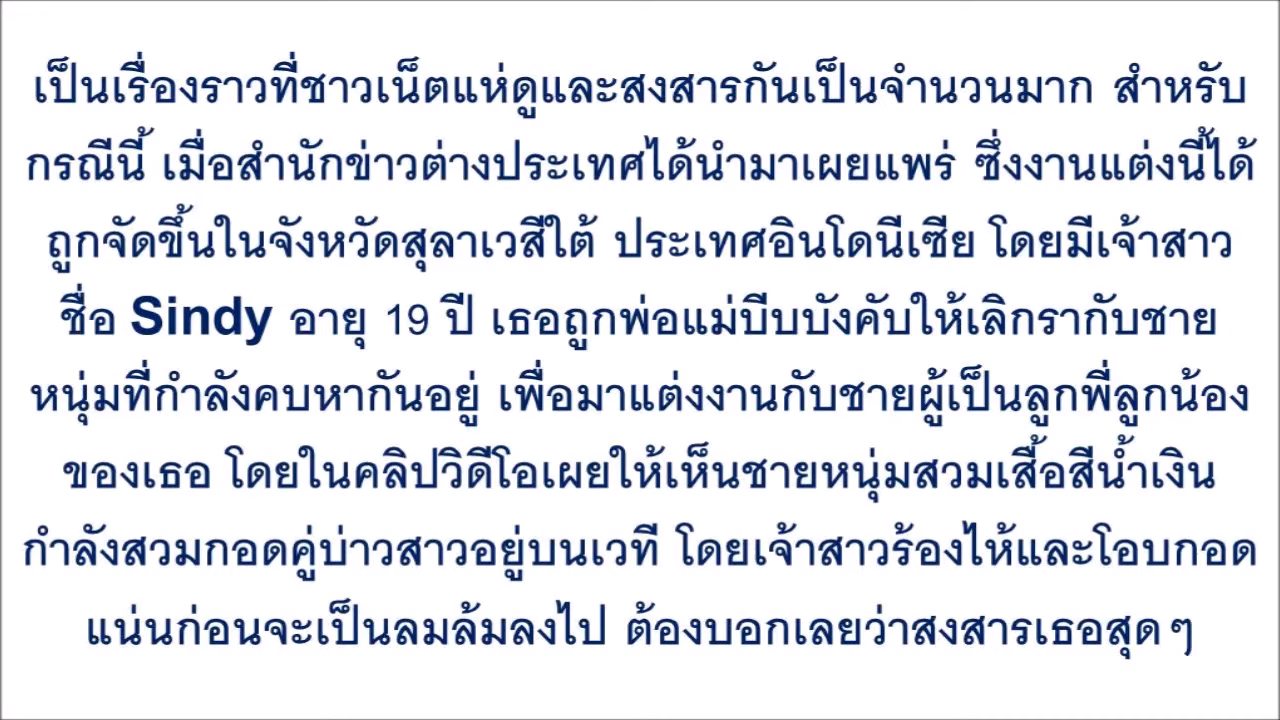 เป็นเรื่องราวที่ชาวเน็ตแห่ดูและสงสารกันเป็นจำนวนมาก สำหรับ
กรณีนี้ เมื่อสำนักข่าวต่างประเทศได้นำมาเผยแพร่ ซึ่งงานแต่งนี้ได้
ถูกจัดขึ้นในจังหวัดสุลาเวสีใต้ ประเทศอินโดนีเซีย โดยมีเจ้าสาว
ชื่อ Sindy อายุ 19 ปี เธอถูกพ่อแม่บีบบังคับให้เลิกรากับชาย
หนุ่มที่กำลังคบหากันอยู่ เพื่อมาแต่งงานกับชายผู้เป็นลูกพี่ลูกน้อง
ของเธอ โดยในคลิปวิดีโอเผยให้เห็นชายหนุ่มสวมเสื้อสีน้ำเงิน
กำลังสวมกอดคู่บ่าวสาวอยู่บนเวที โดยเจ้าสาวร้องไห้และโอบกอด
แน่นก่อนจะเป็นลมล้มลงไป ต้องบอกเลยว่าสงสารเธอสุดๆ